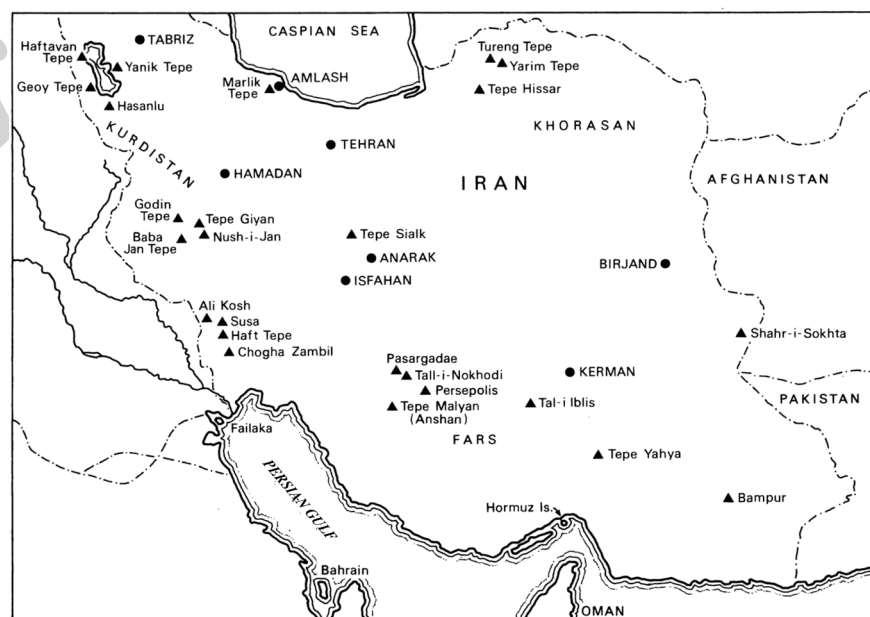 CASPIAN SEA
TABRIZ
Haftavan
Tepe
Yanik Tepe
Geoy Tepe
Hasanlu
Marlik
Tepe
AMLASH
Tureng Tepe
Yarim Tepe
Tepe Hissar
KURDISTAN
KHORASAN
TEHRAN
HAMADAN
IRAN
AFGHANISTAN
Godin
Tepe
Tepe Giyan
Baba
Jan Tepe
Nush-i-Jan
Tepe Sialk
ANARAK
ISFAHAN
BIRJAND
Ali Kosh
Susa
Haft Tepe
Chogha Zambil
Shahr-i-Sokhta
Pasargadae
Tall-i-Nokhodi
Persepolis
Tepe Malyan
(Anshan)
KERMAN
Tal-i Iblis
PAKISTAN
Failaka
FARS
Tepe Yahya
PERSIAN GULF
Hormuz Is.
Bampur
Bahrain
OMAN